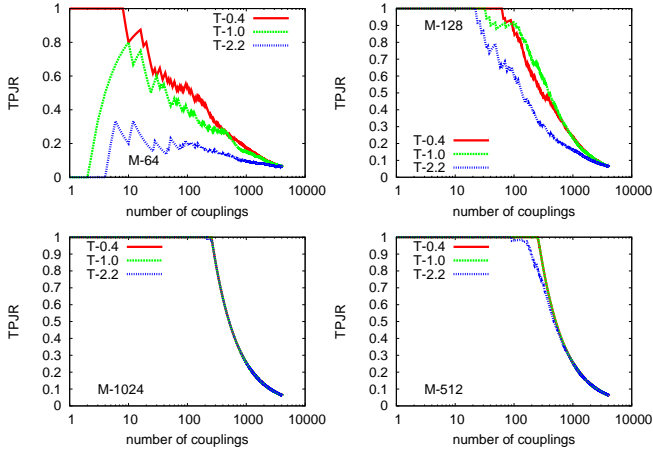 T-0.4
T-1.0
T-2.2
TPJR
1
0.8
0.6
0.4
0.2
0
M-64
1 10 100 1000 10000
number of couplings
M-128
TPJR
1
0.9
0.8
0.7
0.6
0.5
0.4
0.3
0.2
0.1
0
T-0.4
T-1.0
T-2.2
1 10 100 1000 10000
number of couplings
T-0.4
T-1.0
T-2.2
TPJR
1
0.9
0.8
0.7
0.6
0.5
0.4
0.3
0.2
0.1
0
M-1024
1 10 100 1000 10000
number of couplings
T-0.4
T-1.0
T-2.2
TPJR
1
0.9
0.8
0.7
0.6
0.5
0.4
0.3
0.2
0.1
0
M-512
1 10 100 1000 10000
number of couplings